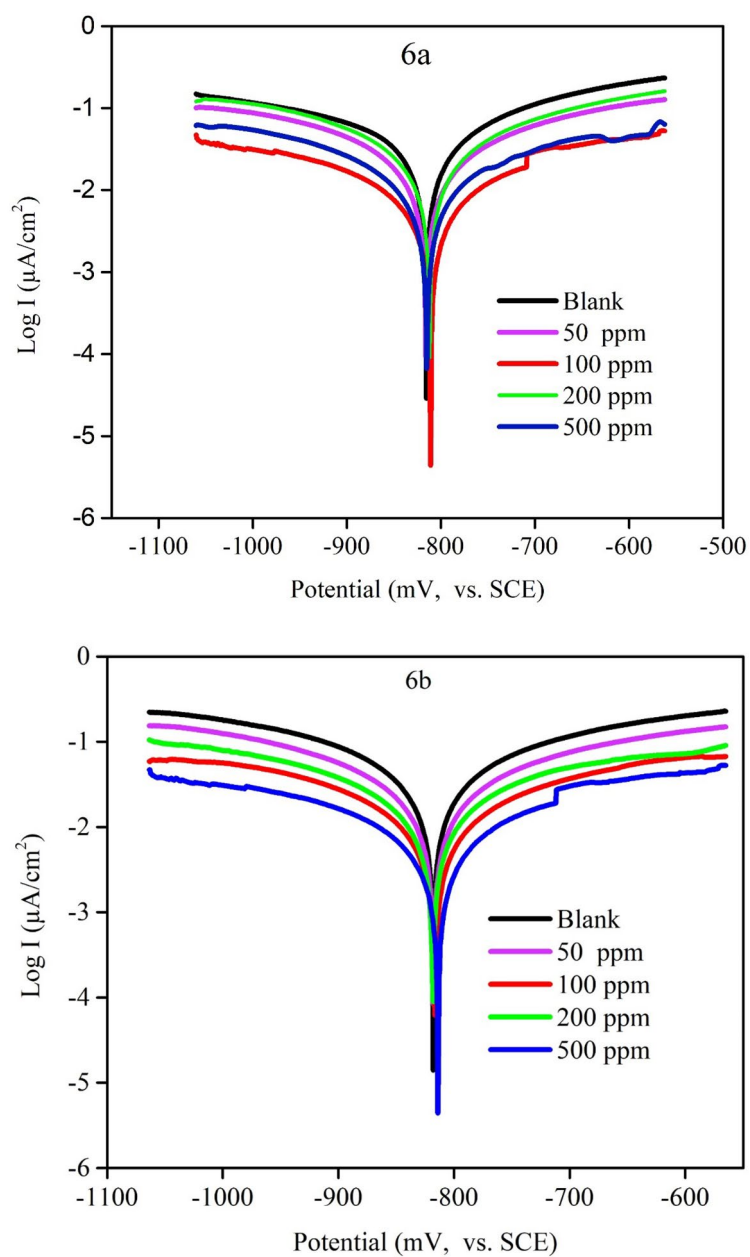 6a
0
-1
-2
-3
-4
-5
-6
Log I (µA/cm²)
Blank
50 ppm
100 ppm
200 ppm
500 ppm
-1100 -1000 -900 -800 -700 -600 -500
Potential (mV, vs. SCE)
6b
0
-1
-2
-3
-4
-5
-6
Log I (µA/cm²)
Blank
50 ppm
100 ppm
200 ppm
500 ppm
-1100 -1000 -900 -800 -700 -600
Potential (mV, vs. SCE)